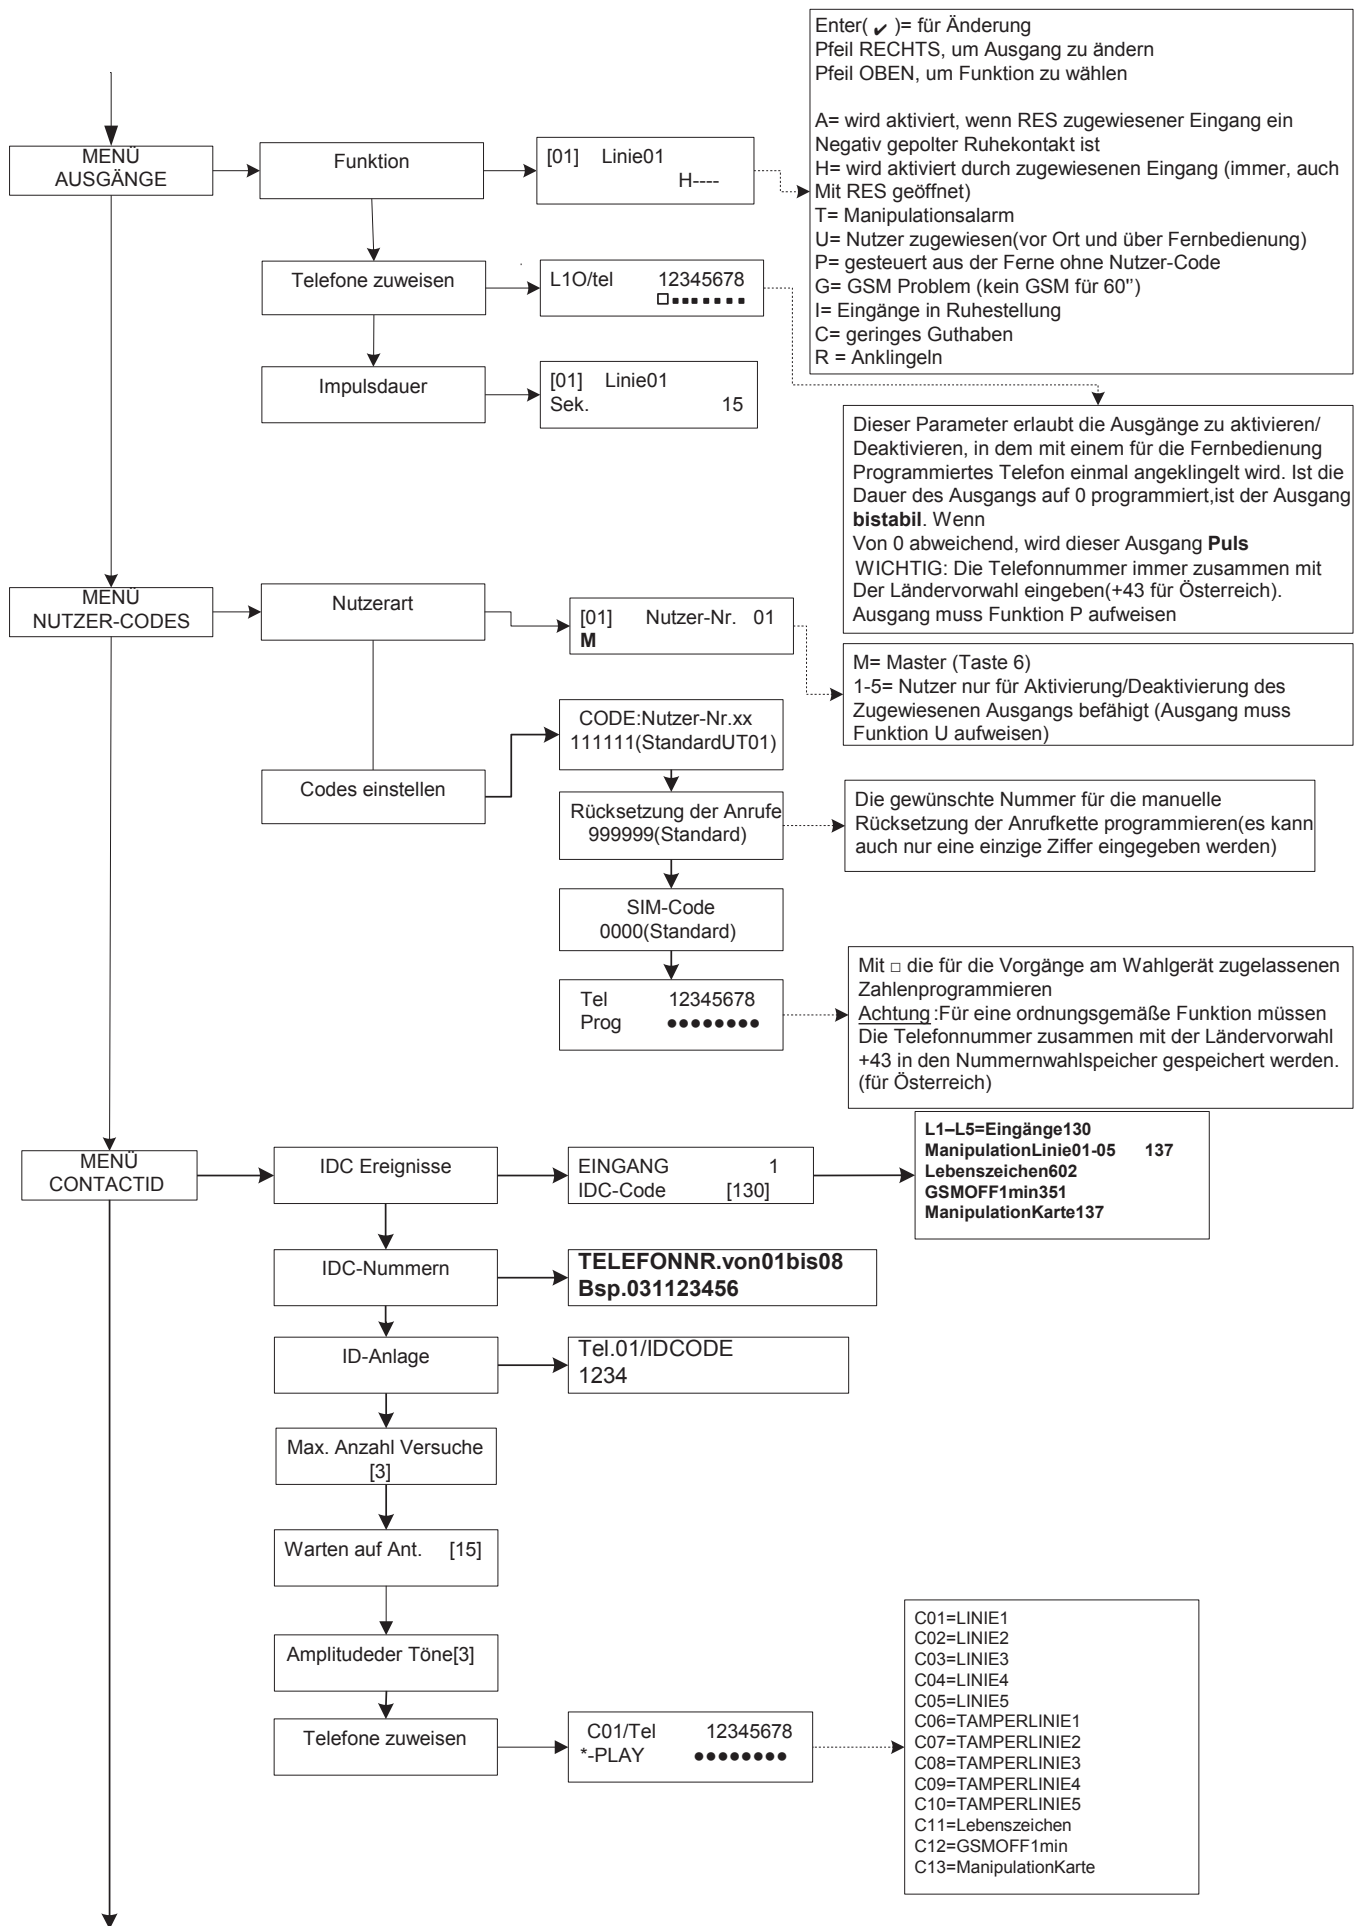 Enter( ✔ )= für Änderung
Pfeil RECHTS, um Ausgang zu ändern
Pfeil OBEN, um Funktion zu wählen
A= wird aktiviert, wenn RES zugewiesener Eingang ein
Negativ gepolter Ruhekontakt ist
H= wird aktiviert durch zugewiesenen Eingang (immer, auch
Mit RES geöffnet)
T= Manipulationsalarm
U= Nutzer zugewiesen(vor Ort und über Fernbedienung)
P= gesteuert aus der Ferne ohne Nutzer-Code
G= GSM Problem (kein GSM für 60'')
I= Eingänge in Ruhestellung
C= geringes Guthaben
R = Anklingeln
MENÜ
AUSGÄNGE
Funktion
[01] Linie01
H----
Telefone zuweisen
L1O/tel 12345678
□▪▪▪▪▪▪▪
Impulsdauer
[01] Linie01
Sek. 15
Dieser Parameter erlaubt die Ausgänge zu aktivieren/
Deaktivieren, in dem mit einem für die Fernbedienung
Programmiertes Telefon einmal angeklingelt wird. Ist die
Dauer des Ausgangs auf 0 programmiert,ist der Ausgang
bistabil. Wenn
Von 0 abweichend, wird dieser Ausgang Puls
WICHTIG: Die Telefonnummer immer zusammen mit
Der Ländervorwahl eingeben(+43 für Österreich).
Ausgang muss Funktion P aufweisen
MENÜ
NUTZER-CODES
Nutzerart
[01] Nutzer-Nr. 01
M
M= Master (Taste 6)
1-5= Nutzer nur für Aktivierung/Deaktivierung des
Zugewiesenen Ausgangs befähigt (Ausgang muss
Funktion U aufweisen)
Codes einstellen
CODE:Nutzer-Nr.xx
111111(StandardUT01)
Rücksetzung der Anrufe
999999(Standard)
Die gewünschte Nummer für die manuelle
Rücksetzung der Anrufkette programmieren(es kann
auch nur eine einzige Ziffer eingegeben werden)
SIM-Code
0000(Standard)
Tel 12345678
Prog ●●●●●●●●
Mit □ die für die Vorgänge am Wahlgerät zugelassenen
Zahlenprogrammieren
Achtung :Für eine ordnungsgemäße Funktion müssen
Die Telefonnummer zusammen mit der Ländervorwahl
+43 in den Nummernwahlspeicher gespeichert werden.
(für Österreich)
MENÜ
CONTACTID
IDC Ereignisse
EINGANG 1
IDC-Code [130]
L1–L5=Eingänge130
ManipulationLinie01-05 137
Lebenszeichen602
GSMOFF1min351
ManipulationKarte137
IDC-Nummern
TELEFONNR.von01bis08
Bsp.031123456
ID-Anlage
Tel.01/IDCODE
1234
Max. Anzahl Versuche
[3]
Warten auf Ant. [15]
Amplitudeder Töne[3]
Telefone zuweisen
C01/Tel 12345678
*-PLAY ●●●●●●●●
C01=LINIE1
C02=LINIE2
C03=LINIE3
C04=LINIE4
C05=LINIE5
C06=TAMPERLINIE1
C07=TAMPERLINIE2
C08=TAMPERLINIE3
C09=TAMPERLINIE4
C10=TAMPERLINIE5
C11=Lebenszeichen
C12=GSMOFF1min
C13=ManipulationKarte